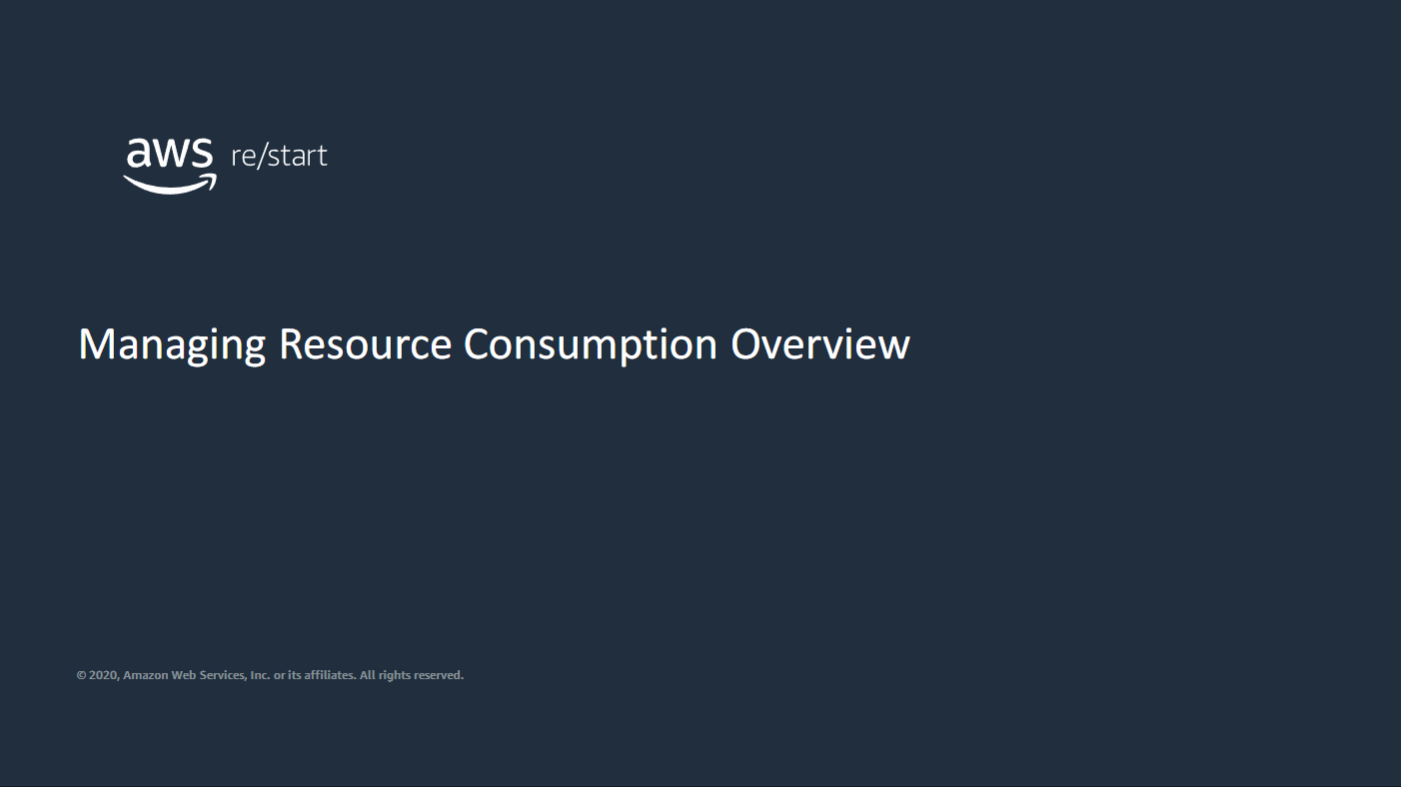 aws re/start
Managing Resource Consumption Overview
© 2020, Amazon Web Services, Inc. or its affiliates. All rights reserved.